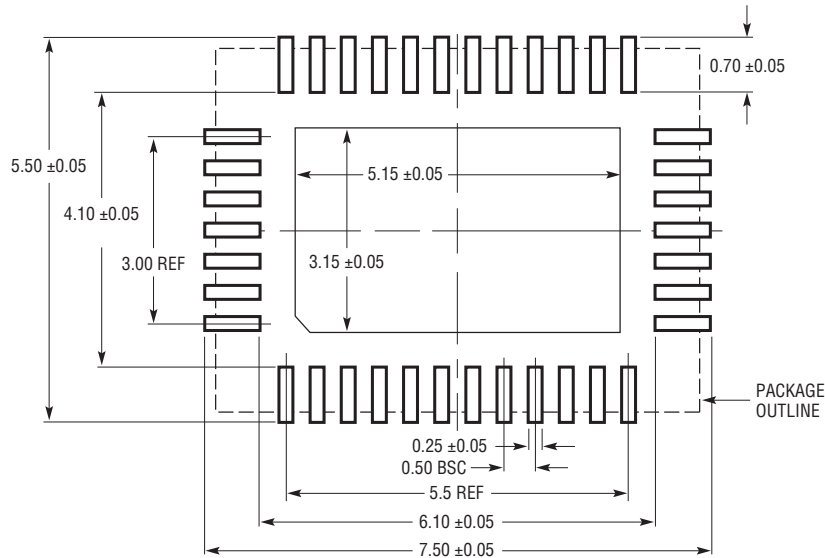 0.70 ±0.05
5.50 ±0.05
5.15 ±0.05
4.10 ±0.05
3.00 REF
3.15 ±0.05
PACKAGE
OUTLINE
0.25 ±0.05
0.50 BSC
5.5 REF
6.10 ±0.05
7.50 ±0.05